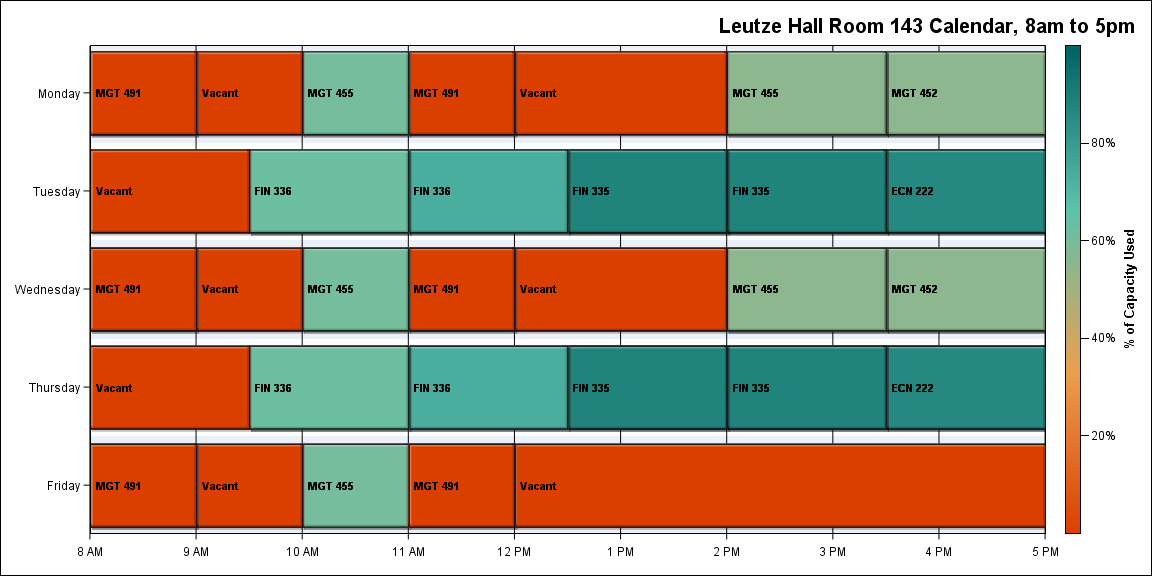 Leutze Hall Room 143 Calendar, 8am to 5pm
Monday
MGT 491
Vacant
MGT 455
MGT 491
Vacant
MGT 455
MGT 452
Tuesday
Vacant
FIN 336
FIN 336
FIN 335
FIN 335
ECN 222
Wednesday
MGT 491
Vacant
MGT 455
MGT 491
Vacant
MGT 455
MGT 452
Thursday
Vacant
FIN 336
FIN 336
FIN 335
FIN 335
ECN 222
Friday
MGT 491
Vacant
MGT 455
MGT 491
Vacant
8 AM
9 AM
10 AM
11 AM
12 PM
1 PM
2 PM
3 PM
4 PM
5 PM
80%
60%
40%
20%
% of Capacity Used